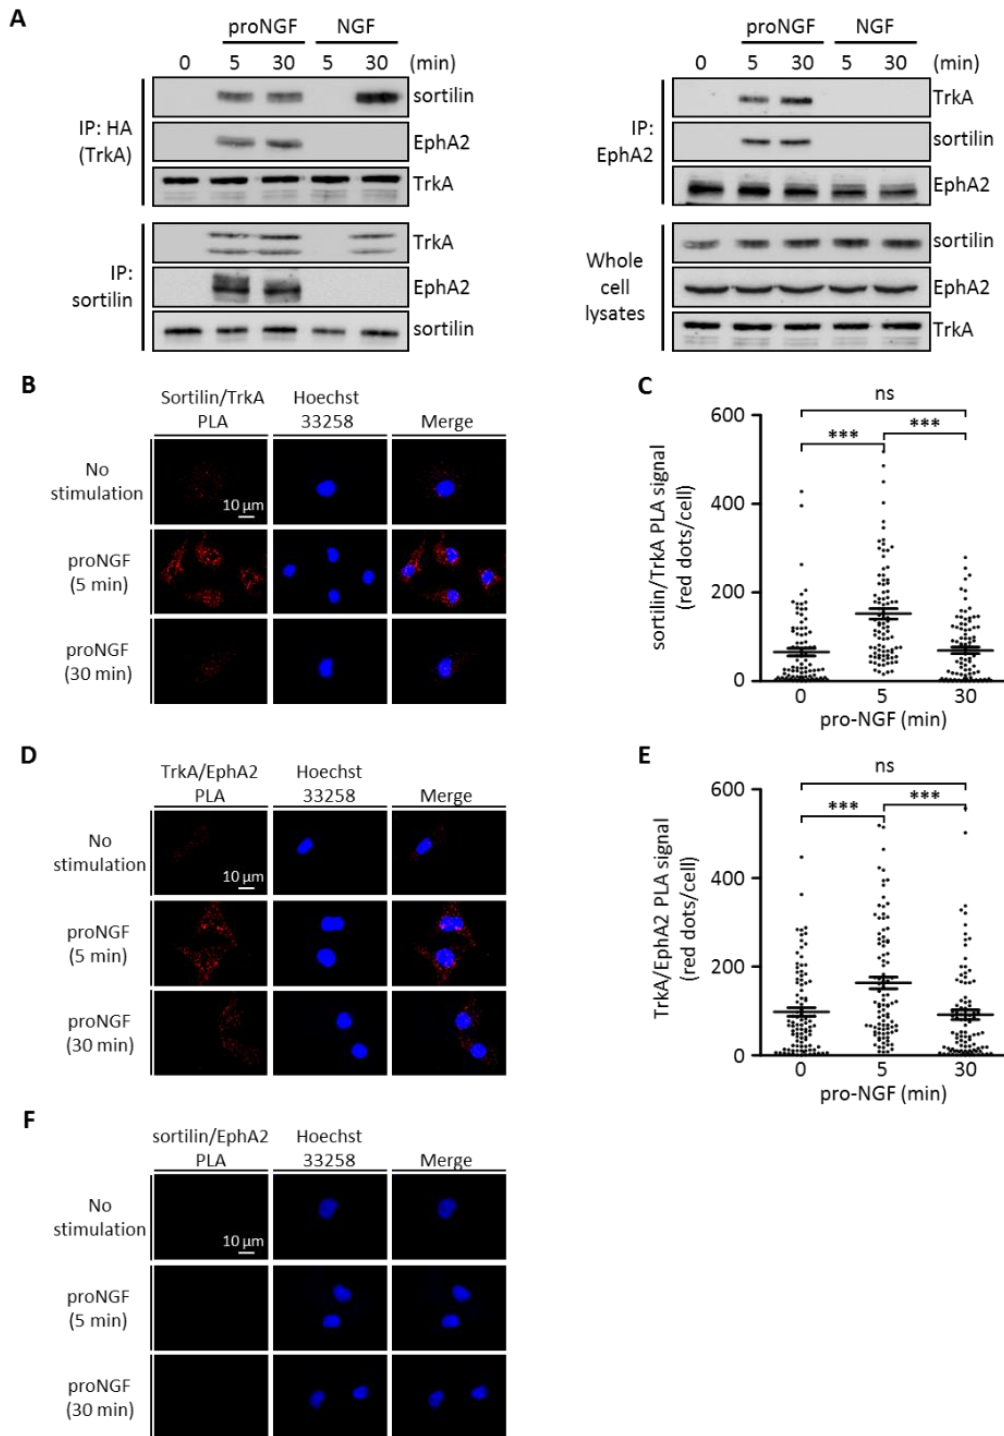 A
proNGF NGF
0 5 30 5 30 (min)
IP: HA
(TrkA)
sortilin
EphA2
TrkA
IP:
sortilin
TrkA
EphA2
sortilin
proNGF NGF
0 5 30 5 30 (min)
IP:
EphA2
TrkA
sortilin
EphA2
Whole
cell
lysates
sortilin
EphA2
TrkA
B
Sortilin/TrkA
PLA
Hoechst
33258
Merge
No
stimulation
10 µm
proNGF
(5 min)
proNGF
(30 min)
C
sortilin/TrkA PLA signal
(red dots/cell)
600
400
200
0
ns
*** ***
0 5 30
pro-NGF (min)
D
TrkA/EphA2
PLA
Hoechst
33258
Merge
No
stimulation
10 µm
proNGF
(5 min)
proNGF
(30 min)
E
TrkA/EphA2 PLA signal
(red dots/cell)
600
400
200
0
ns
*** ***
0 5 30
pro-NGF (min)
F
sortilin/EphA2
PLA
Hoechst
33258
Merge
No
stimulation
10 µm
proNGF
(5 min)
proNGF
(30 min)